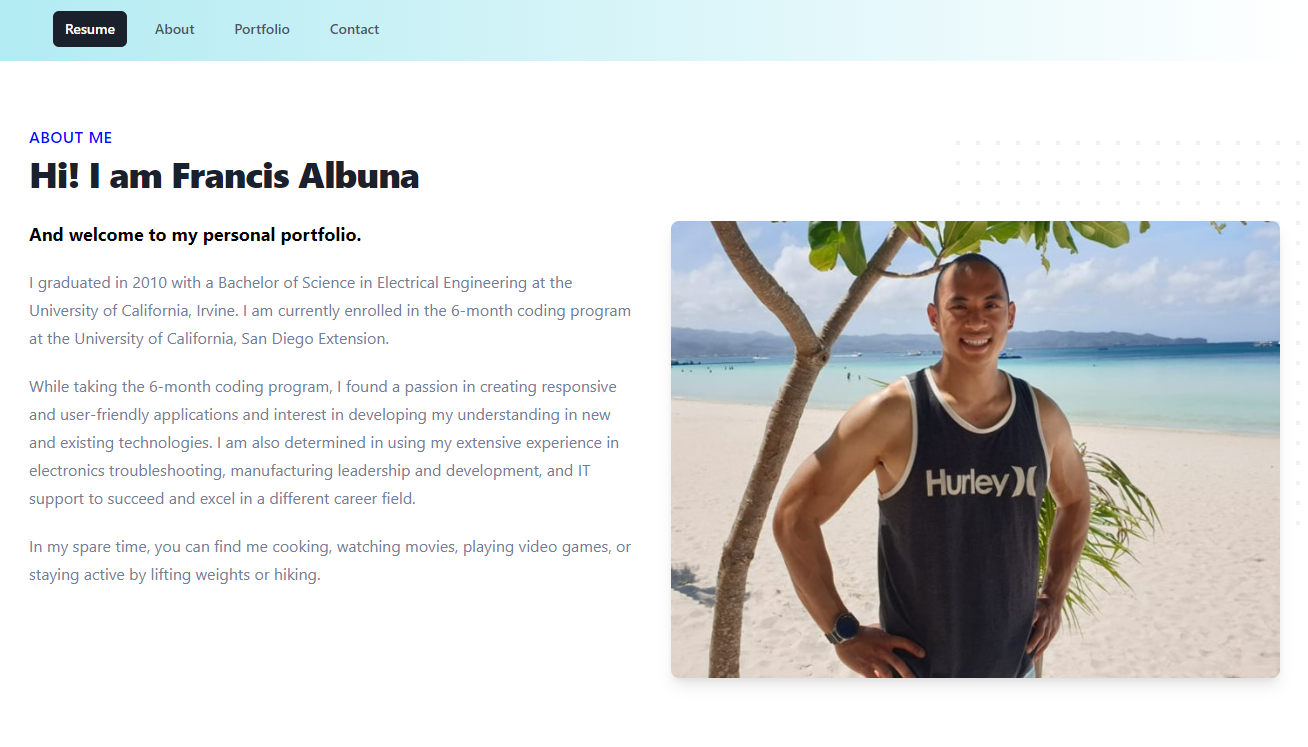 Resume About Portfolio Contact
ABOUT ME
Hi! I am Francis Albuna
And welcome to my personal portfolio.
I graduated in 2010 with a Bachelor of Science in Electrical Engineering at the
University of California, Irvine. I am currently enrolled in the 6-month coding program
at the University of California, San Diego Extension.
While taking the 6-month coding program, I found a passion in creating responsive
and user-friendly applications and interest in developing my understanding in new
and existing technologies. I am also determined in using my extensive experience in
electronics troubleshooting, manufacturing leadership and development, and IT
support to succeed and excel in a different career field.
In my spare time, you can find me cooking, watching movies, playing video games, or
staying active by lifting weights or hiking.
Hurley